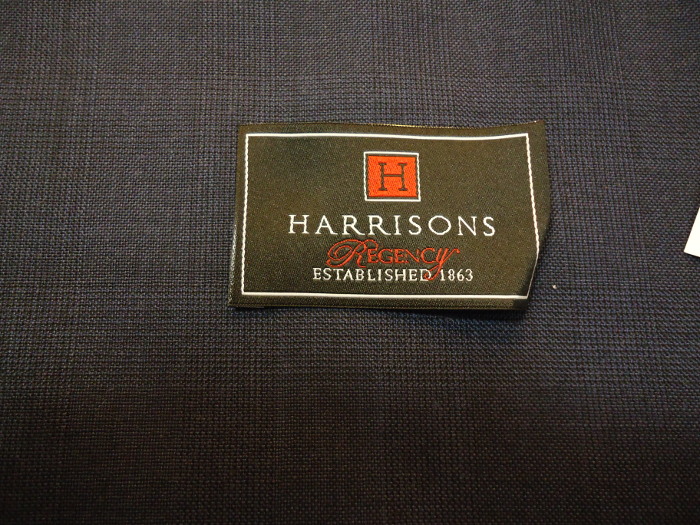 H
HARRISONS
REGENCY
ESTABLISHED 1863